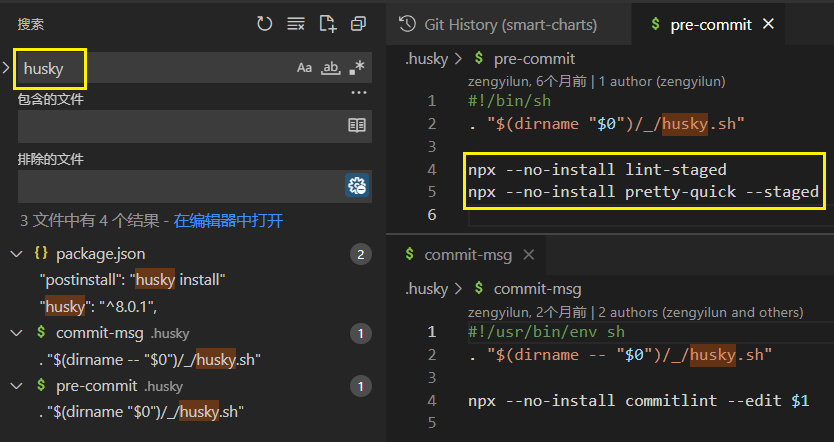 搜索
husky
Aa ab .*
包含的文件
排除的文件
3 文件中有 4 个结果 - 在编辑器中打开
{} package.json 2
"postinstall": "husky install"
"husky": "^8.0.1",
$ commit-msg .husky 1
. "$(dirname -- "$0")/_/husky.sh"
$ pre-commit .husky 1
. "$(dirname "$0")/_/husky.sh"
Git History (smart-charts)
$ pre-commit
.husky > $ pre-commit
zengyilun, 6个月前 | 1 author (zengyilun)
1 #!/bin/sh
2 . "$(dirname "$0")/_/husky.sh"
3
4 npx --no-install lint-staged
5 npx --no-install pretty-quick --staged
6
$ commit-msg
.husky > $ commit-msg
zengyilun, 2个月前 | 2 authors (zengyilun and others)
1 #!/usr/bin/env sh
2 . "$(dirname -- "$0")/_/husky.sh"
3
4 npx --no-install commitlint --edit $1
5